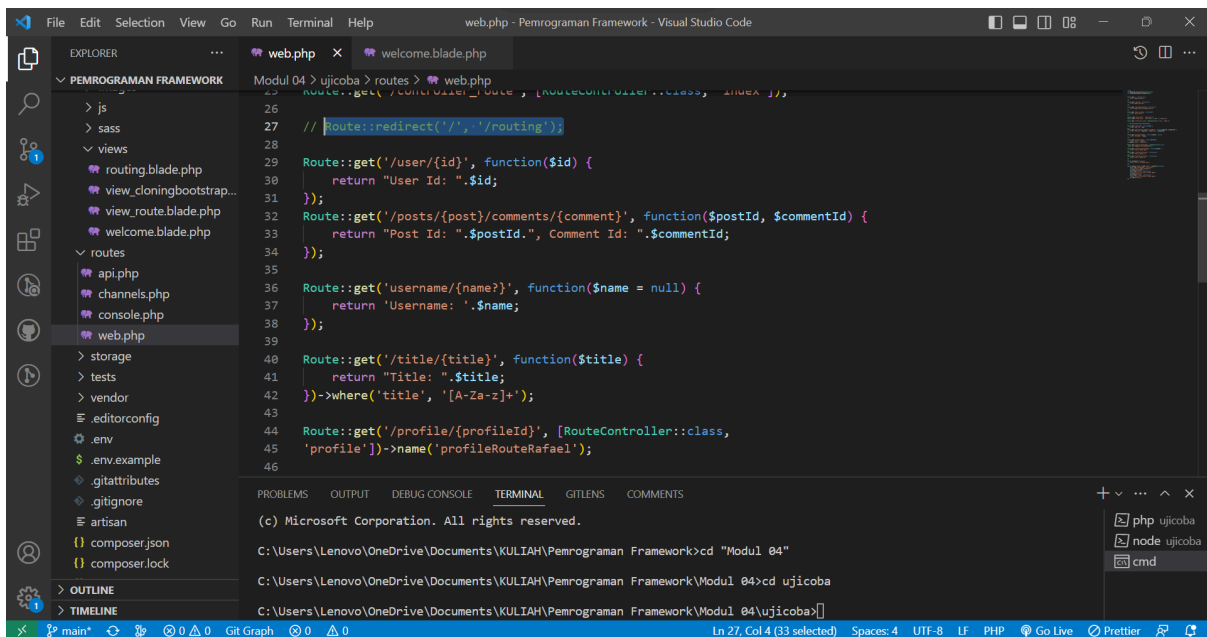 File Edit Selection View Go Run Terminal Help web.php - Pemrograman Framework - Visual Studio Code
EXPLORER
PEMROGRAMAN FRAMEWORK
js
sass
views
routing.blade.php
view_cloningbootstrap...
view_route.blade.php
welcome.blade.php
routes
api.php
channels.php
console.php
web.php
storage
tests
vendor
.editorconfig
.env
.env.example
.gitattributes
.gitignore
artisan
composer.json
composer.lock
OUTLINE
TIMELINE
web.php welcome.blade.php
Modul 04 > ujicoba > routes > web.php
25 Route::get('/controller_route', [RouteController::class, 'index']);
26
27 // Route::redirect('/', '/routing');
28
29 Route::get('/user/{id}', function($id) {
30 return "User Id: ".$id;
31 });
32 Route::get('/posts/{post}/comments/{comment}', function($postId, $commentId) {
33 return "Post Id: ".$postId.", Comment Id: ".$commentId;
34 });
35
36 Route::get('username/{name?}', function($name = null) {
37 return 'Username: '.$name;
38 });
39
40 Route::get('/title/{title}', function($title) {
41 return "Title: ".$title;
42 })->where('title', '[A-Za-z]+');
43
44 Route::get('/profile/{profileId}', [RouteController::class,
45 'profile'])->name('profileRouteRafael');
46
PROBLEMS OUTPUT DEBUG CONSOLE TERMINAL GITLENS COMMENTS
(c) Microsoft Corporation. All rights reserved.
C:\Users\Lenovo\OneDrive\Documents\KULIAH\Pemrograman Framework>cd "Modul 04"
C:\Users\Lenovo\OneDrive\Documents\KULIAH\Pemrograman Framework\Modul 04>cd ujicoba
C:\Users\Lenovo\OneDrive\Documents\KULIAH\Pemrograman Framework\Modul 04\ujicoba>
php ujicoba
node ujicoba
cmd
main* 0 0 Git Graph 0 0 Ln 27, Col 4 (33 selected) Spaces: 4 UTF-8 LF PHP Go Live Prettier